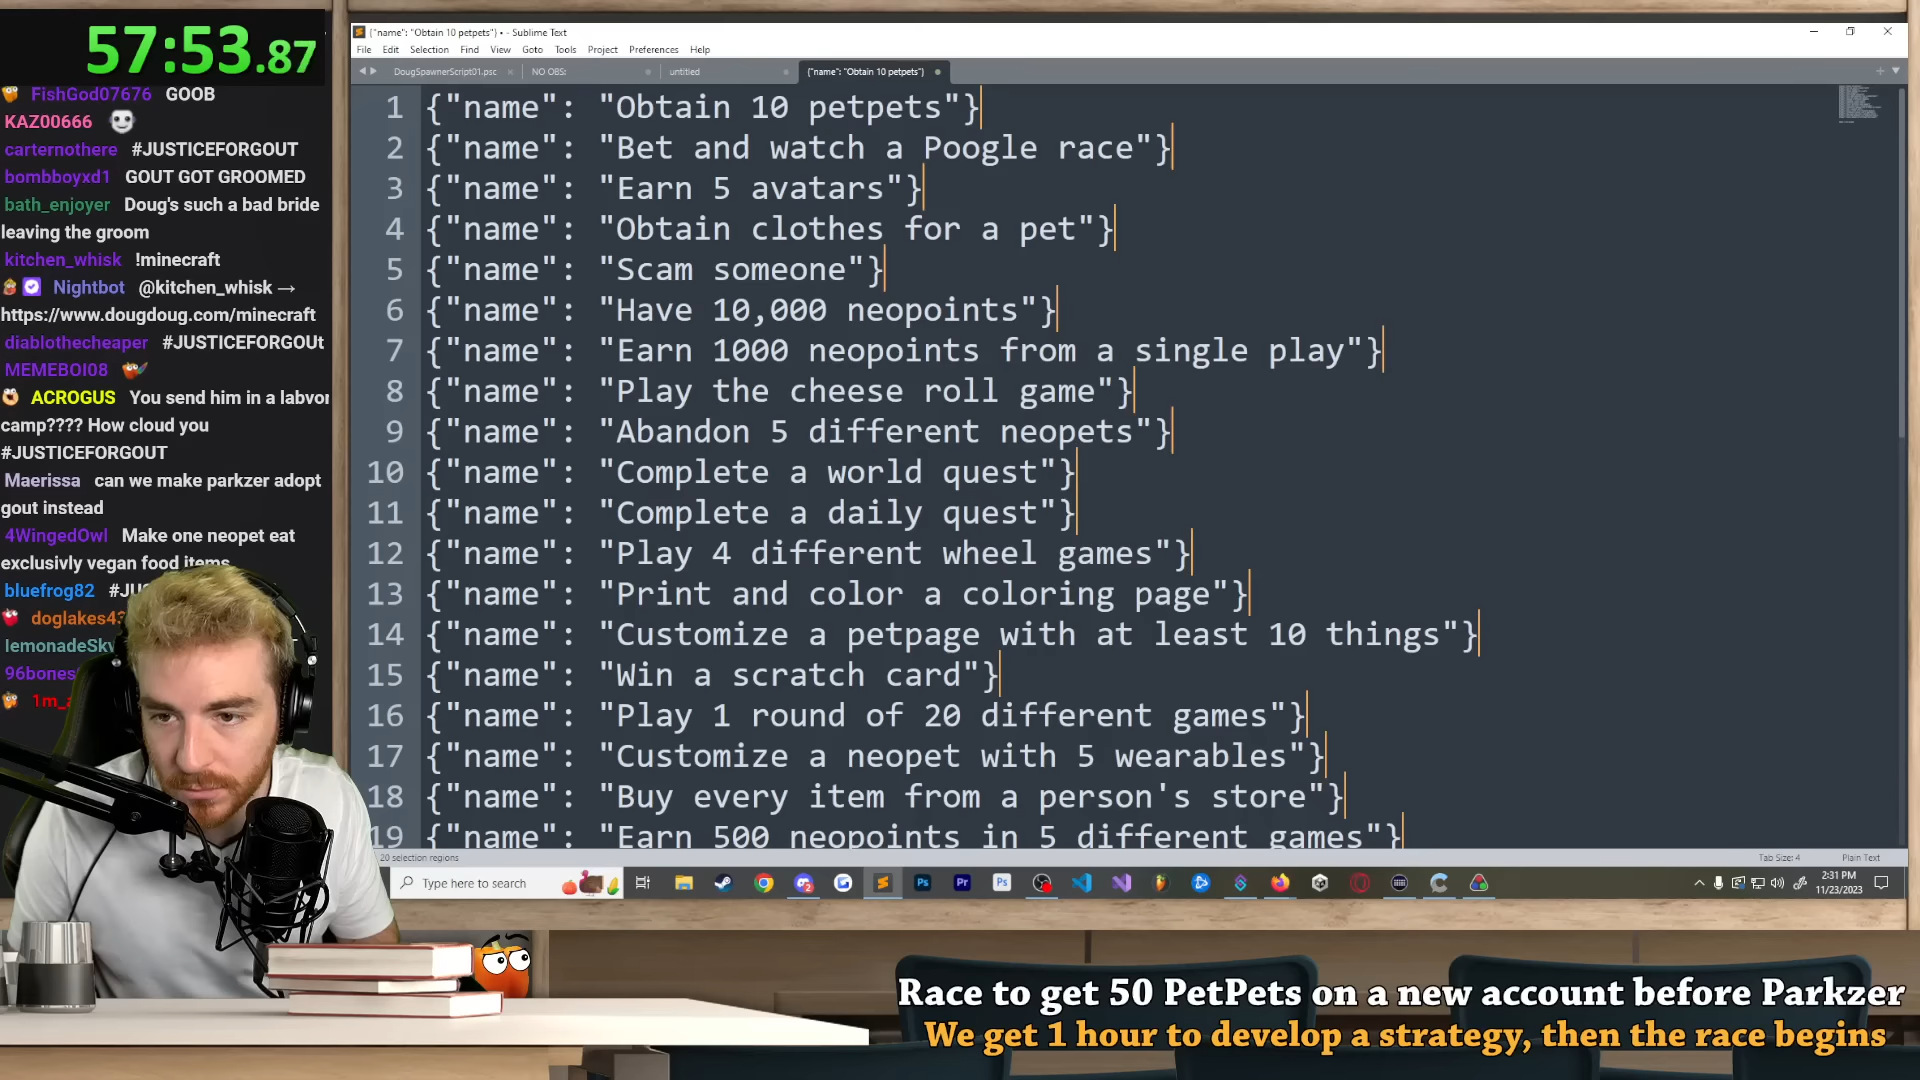 57:53.87
FishGod07676 GOOB
KAZ00666
carternothere #JUSTICEFORGOUT
bombboyxd1 GOUT GOT GROOMED
bath_enjoyer Doug's such a bad bride
leaving the groom
kitchen_whisk !minecraft
Nightbot @kitchen_whisk →
https://www.dougdoug.com/minecraft
diablothecheaper #JUSTICEFORGOUt
MEMEBOI08
ACROGUS You send him in a labvor
camp???? How cloud you
#JUSTICEFORGOUT
Maerissa can we make parkzer adopt
gout instead
4WingedOwl Make one neopet eat
exclusivly vegan food items
bluefrog82 #JU
doglakes43
lemonadeSky
96bones
1m_a
{"name": "Obtain 10 petpets"} • - Sublime Text
File Edit Selection Find View Goto Tools Project Preferences Help
DougSpawnerScript01.psc NO OBS: untitled {"name": "Obtain 10 petpets"}
1 {"name": "Obtain 10 petpets"}
2 {"name": "Bet and watch a Poogle race"}
3 {"name": "Earn 5 avatars"}
4 {"name": "Obtain clothes for a pet"}
5 {"name": "Scam someone"}
6 {"name": "Have 10,000 neopoints"}
7 {"name": "Earn 1000 neopoints from a single play"}
8 {"name": "Play the cheese roll game"}
9 {"name": "Abandon 5 different neopets"}
10 {"name": "Complete a world quest"}
11 {"name": "Complete a daily quest"}
12 {"name": "Play 4 different wheel games"}
13 {"name": "Print and color a coloring page"}
14 {"name": "Customize a petpage with at least 10 things"}
15 {"name": "Win a scratch card"}
16 {"name": "Play 1 round of 20 different games"}
17 {"name": "Customize a neopet with 5 wearables"}
18 {"name": "Buy every item from a person's store"}
19 {"name": "Earn 500 neopoints in 5 different games"}
20 selection regions Tab Size: 4 Plain Text
Type here to search
2:31 PM
11/23/2023
Race to get 50 PetPets on a new account before Parkzer
We get 1 hour to develop a strategy, then the race begins